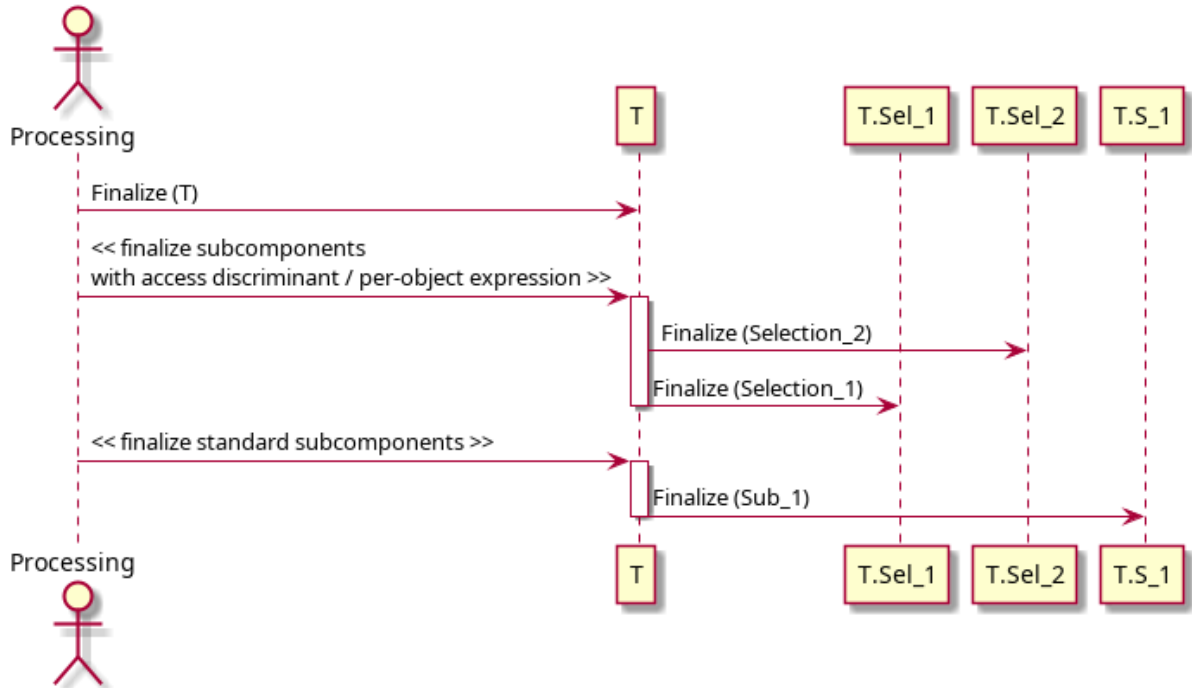 Processing
T
T.Sel_1
T.Sel_2
T.S_1
Finalize (T)
<< finalize subcomponents
with access discriminant / per-object expression >>
Finalize (Selection_2)
Finalize (Selection_1)
<< finalize standard subcomponents >>
Finalize (Sub_1)
Processing
T
T.Sel_1
T.Sel_2
T.S_1